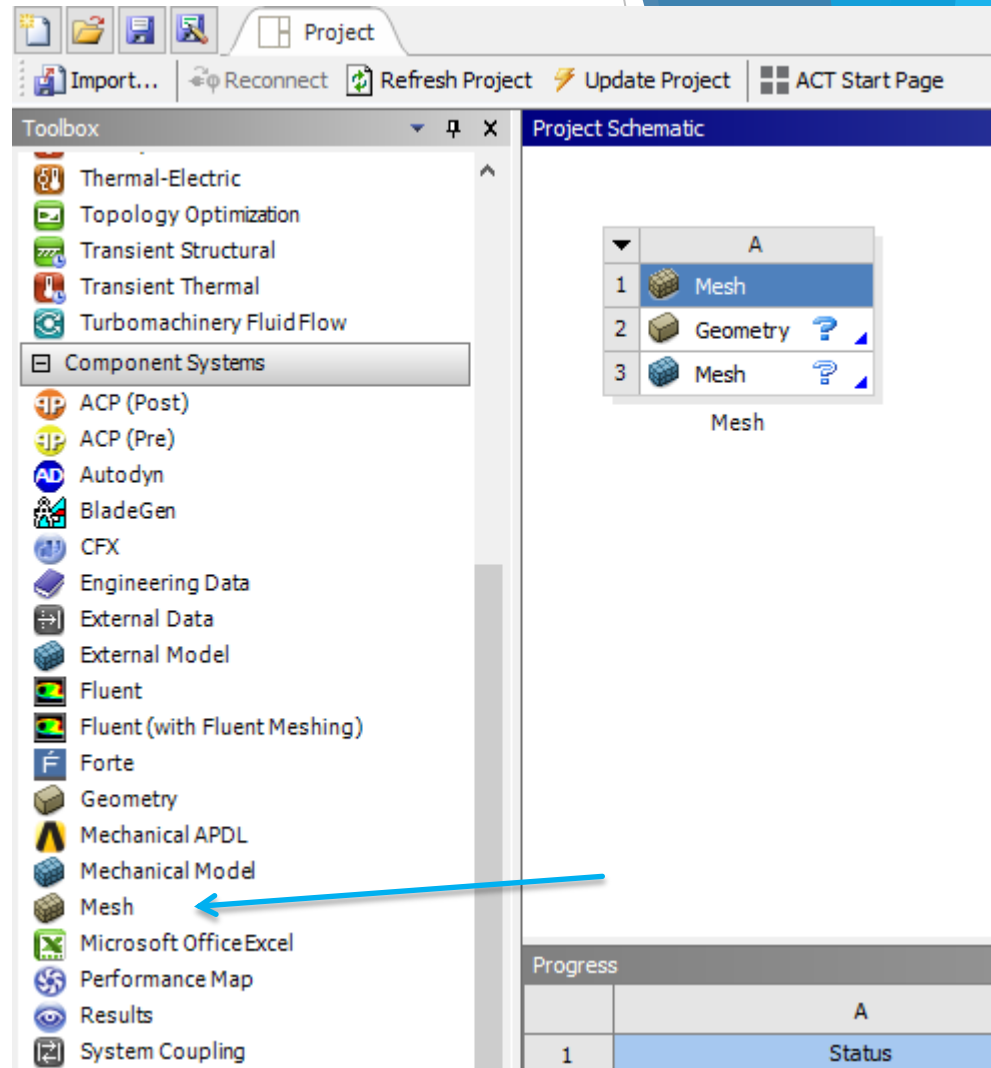 Project
Import... Reconnect Refresh Project Update Project ACT Start Page
Toolbox
Project Schematic
Thermal-Electric
Topology Optimization
Transient Structural
Transient Thermal
Turbomachinery Fluid Flow
Component Systems
ACP (Post)
ACP (Pre)
Autodyn
BladeGen
CFX
Engineering Data
External Data
External Model
Fluent
Fluent (with Fluent Meshing)
Forte
Geometry
Mechanical APDL
Mechanical Model
Mesh
Microsoft Office Excel
Performance Map
Results
System Coupling
A
1 Mesh
2 Geometry ?
3 Mesh ?
Mesh
Progress
A
1 Status